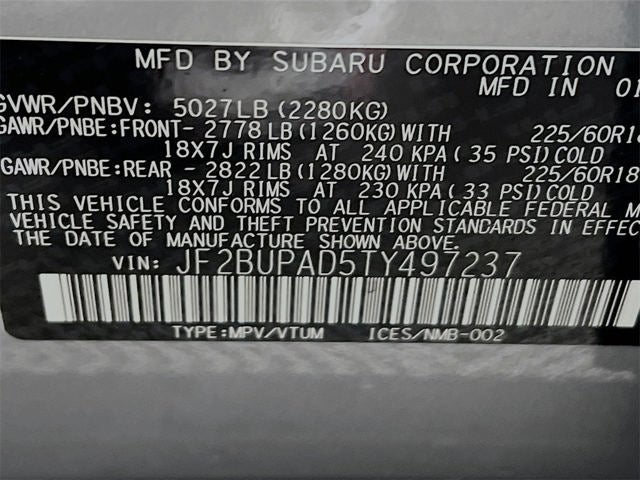 MFD BY SUBARU CORPORATION
MFD IN 01
GVWR/PNBV: 5027LB (2280KG)
GAWR/PNBE:FRONT- 2778 LB (1260KG) WITH 225/60R18
18X7J RIMS AT 240 KPA ( 35 PSI) COLD
GAWR/PNBE:REAR - 2822 LB (1280KG) WITH 225/60R18
18X7J RIMS AT 230 KPA ( 33 PSI) COLD
THIS VEHICLE CONFORMS TO ALL APPLICABLE FEDERAL M
VEHICLE SAFETY AND THEFT PREVENTION STANDARDS IN EFFEC
THE DATE OF MANUFACTURE SHOWN ABOVE.
VIN: JF2BUPAD5TY497237
TYPE:MPV/VTUM ICES/NMB-002